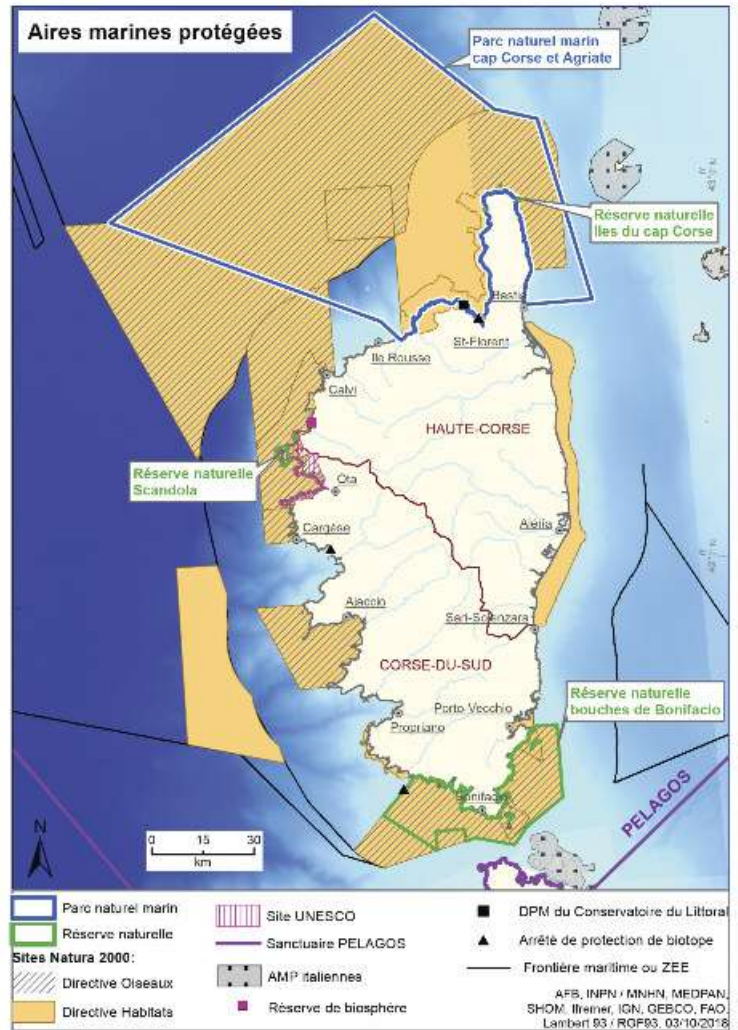 Aires marines protégées
Parc naturel marin
cap Corse et Agriate
Réserve naturelle
Iles du cap Corse
Bastia
St-Florent
Ile Rousse
Calvi
HAUTE-CORSE
Réserve naturelle
Scandola
Ota
Cargèse
Aléria
Ajaccio
Sari-Solenzara
CORSE-DU-SUD
Réserve naturelle
bouches de Bonifacio
Porto Vecchio
Propriano
Bonifacio
PELAGOS
N
0 15 30
km
Parc naturel marin
Réserve naturelle
Sites Natura 2000:
Directive Oiseaux
Directive Habitats
Site UNESCO
Sanctuaire PELAGOS
AMP italiennes
Réserve de biosphère
DPM du Conservatoire du Littoral
Arrêté de protection de biotope
Frontière maritime ou ZEE
AFB, INPN / MNHN, MEDPAN,
SHOM, Ifremer, IGN, GEBCO, FAO.
Lambert 93 / RGF93, 03/10/2018